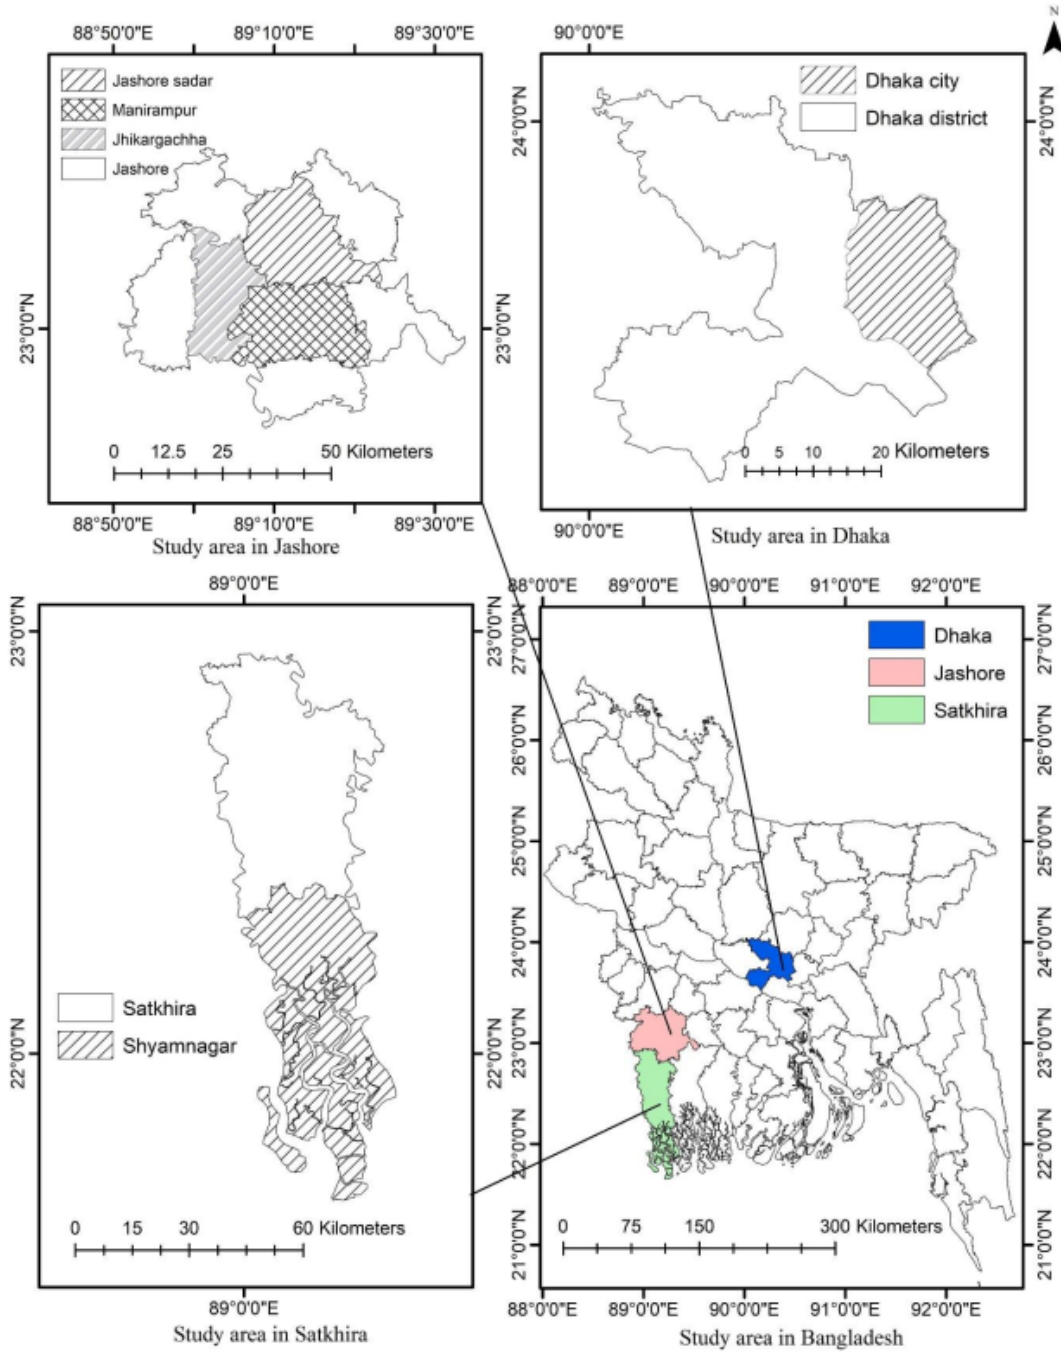 N
88°50'0"E 89°10'0"E 89°30'0"E
Jashore sadar
Manirampur
Jhikargachha
Jashore
23°0'0"N
23°0'0"N
0 12.5 25 50 Kilometers
88°50'0"E 89°10'0"E 89°30'0"E
Study area in Jashore
90°0'0"E
Dhaka city
Dhaka district
24°0'0"N
24°0'0"N
0 5 10 20 Kilometers
90°0'0"E
Study area in Dhaka
89°0'0"E
23°0'0"N
23°0'0"N
Satkhira
Shyamnagar
22°0'0"N
22°0'0"N
0 15 30 60 Kilometers
89°0'0"E
Study area in Satkhira
88°0'0"E 89°0'0"E 90°0'0"E 91°0'0"E 92°0'0"E
Dhaka
Jashore
Satkhira
27°0'0"N
26°0'0"N
25°0'0"N
24°0'0"N
23°0'0"N
22°0'0"N
21°0'0"N
27°0'0"N
26°0'0"N
25°0'0"N
24°0'0"N
23°0'0"N
22°0'0"N
21°0'0"N
0 75 150 300 Kilometers
88°0'0"E 89°0'0"E 90°0'0"E 91°0'0"E 92°0'0"E
Study area in Bangladesh